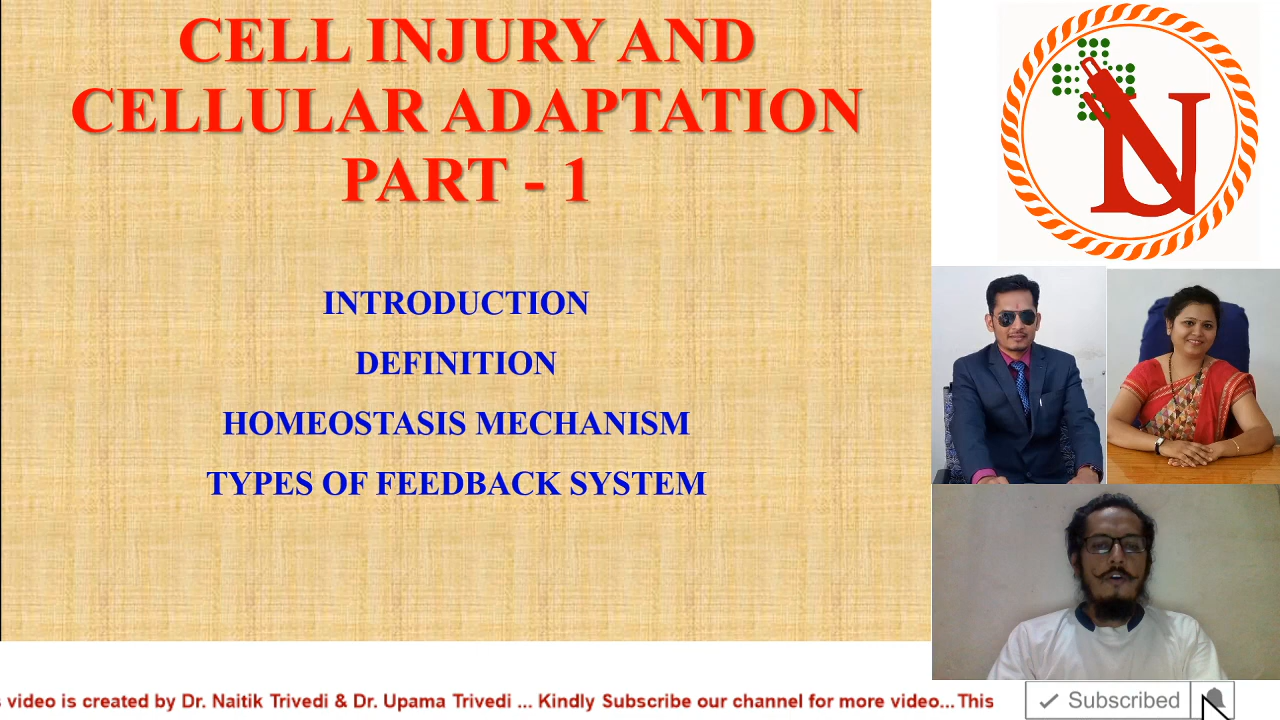 CELL INJURY AND
CELLULAR ADAPTATION
PART - 1
INTRODUCTION
DEFINITION
HOMEOSTASIS MECHANISM
TYPES OF FEEDBACK SYSTEM
NU
video is created by Dr. Naitik Trivedi & Dr. Upama Trivedi ... Kindly Subscribe our channel for more video... This
Subscribed